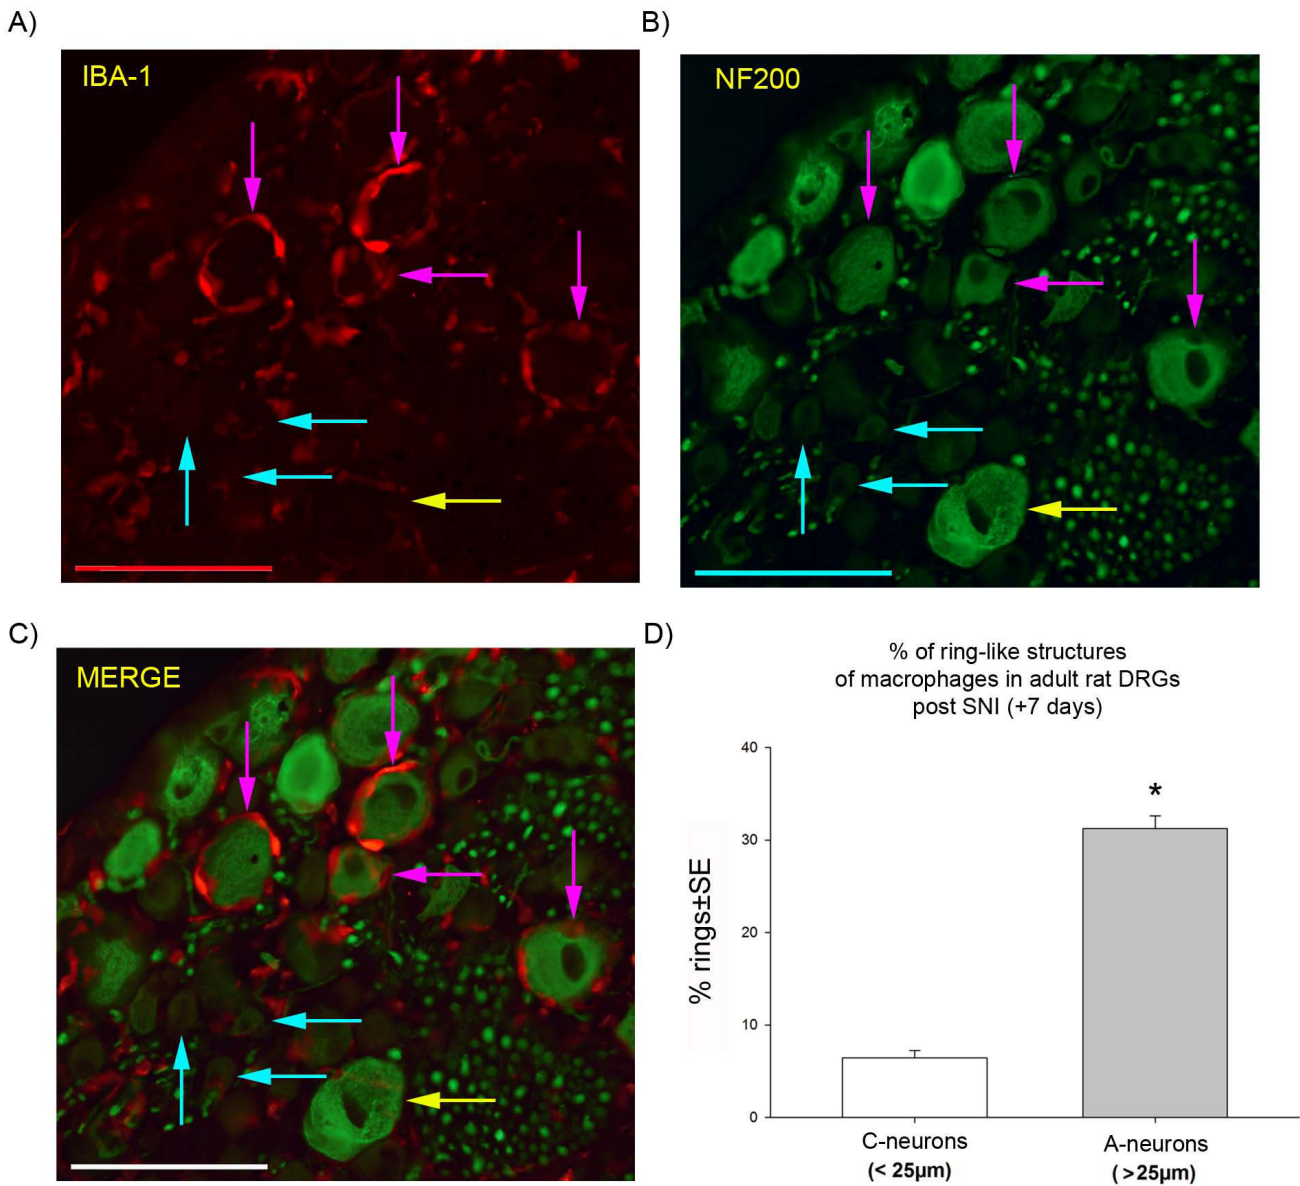 A)
IBA-1
B)
NF200
C)
MERGE
D)
% of ring-like structures
of macrophages in adult rat DRGs
post SNI (+7 days)
% rings±SE
40
30
20
10
0
*
C-neurons
(< 25µm)
A-neurons
( >25µm)